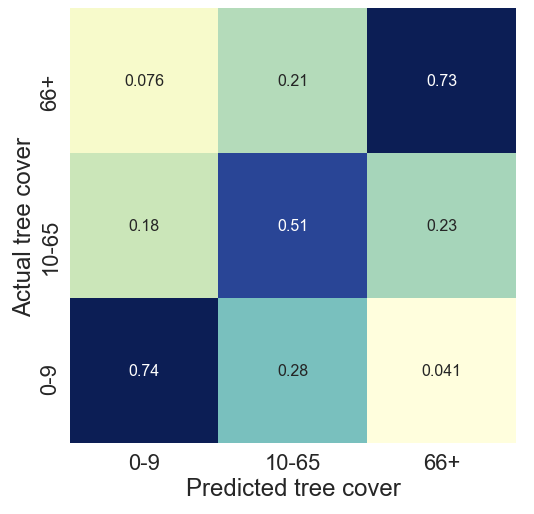 Actual tree cover
66+
0.076 0.21 0.73
10-65
0.18 0.51 0.23
0-9
0.74 0.28 0.041
0-9 10-65 66+
Predicted tree cover